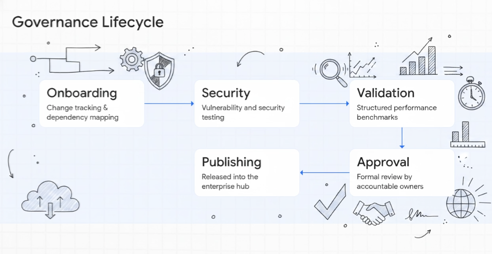 Governance Lifecycle
Onboarding
Change tracking &
dependency mapping
Security
Vulnerability and security
testing
Validation
Structured performance
benchmarks
Publishing
Released into the
enterprise hub
Approval
Formal review by
accountable owners